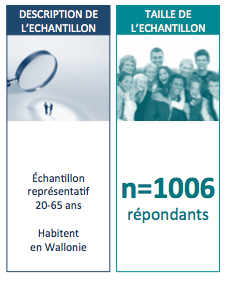 DESCRIPTION DE
L’ECHANTILLON
Échantillon
représentatif
20-65 ans
Habitent
en Wallonie
TAILLE DE
L’ECHANTILLON
n=1006
répondants